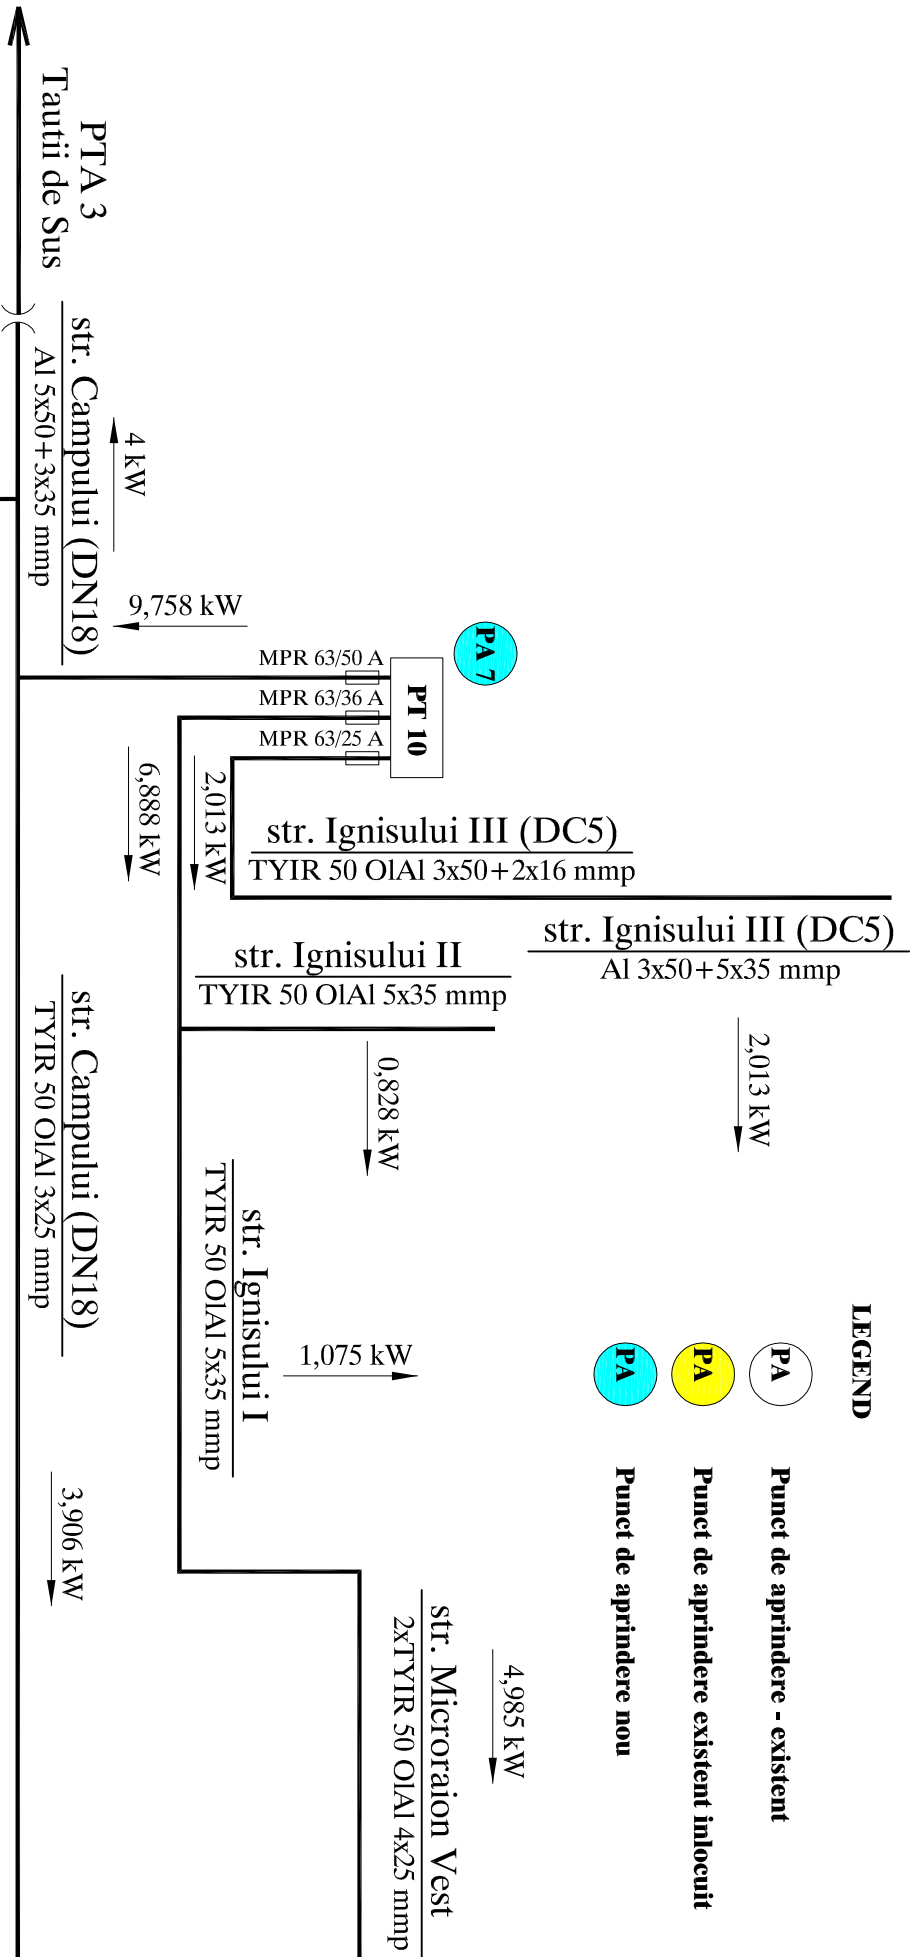 PTA 3
Tautii de Sus
str. Campului (DN18)
Al 5x50+3x35 mmp
4 kW
9,758 kW
PA 7
PT 10
MPR 63/50 A
MPR 63/36 A
MPR 63/25 A
6,888 kW
2,013 kW
str. Ignisului III (DC5)
TYIR 50 OlAl 3x50+2x16 mmp
str. Ignisului III (DC5)
Al 3x50+5x35 mmp
str. Ignisului II
TYIR 50 OlAl 5x35 mmp
2,013 kW
0,828 kW
str. Campului (DN18)
TYIR 50 OlAl 3x25 mmp
str. Ignisului I
TYIR 50 OlAl 5x35 mmp
1,075 kW
3,906 kW
str. Microraion Vest
2xTYIR 50 OlAl 4x25 mmp
4,985 kW
LEGEND
PA Punct de aprindere - existent
PA Punct de aprindere existent inlocuit
PA Punct de aprindere nou